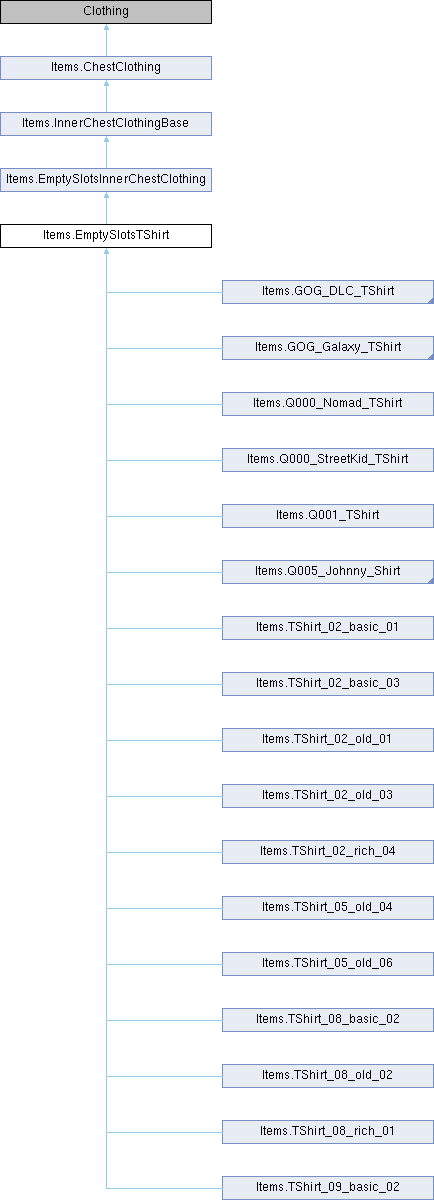 Clothing
Items.ChestClothing
Items.InnerChestClothingBase
Items.EmptySlotsInnerChestClothing
Items.EmptySlotsTShirt
Items.GOG_DLC_TShirt
Items.GOG_Galaxy_TShirt
Items.Q000_Nomad_TShirt
Items.Q000_StreetKid_TShirt
Items.Q001_TShirt
Items.Q005_Johnny_Shirt
Items.TShirt_02_basic_01
Items.TShirt_02_basic_03
Items.TShirt_02_old_01
Items.TShirt_02_old_03
Items.TShirt_02_rich_04
Items.TShirt_05_old_04
Items.TShirt_05_old_06
Items.TShirt_08_basic_02
Items.TShirt_08_old_02
Items.TShirt_08_rich_01
Items.TShirt_09_basic_02